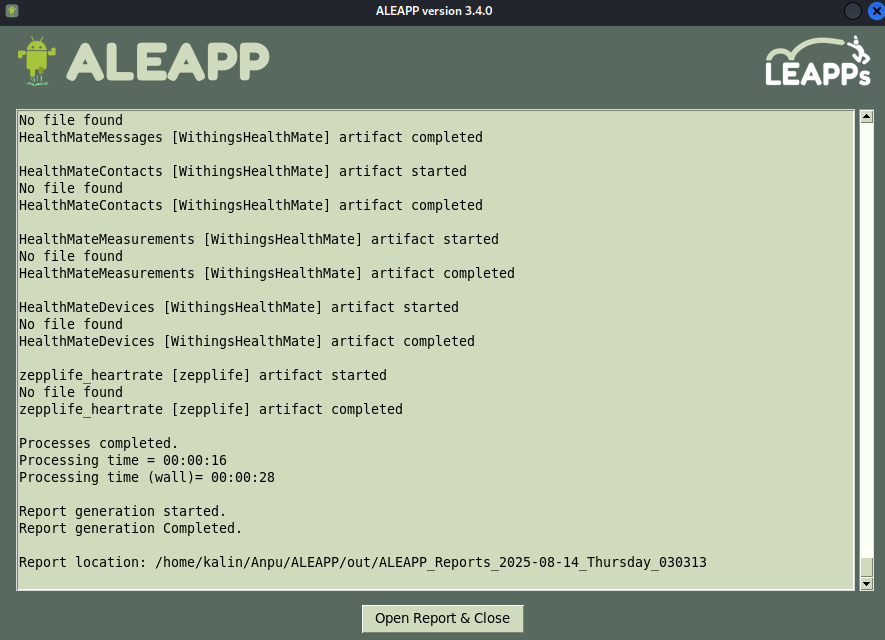 ALEAPP version 3.4.0
ALEAPP
LEAPPs
No file found
HealthMateMessages [WithingsHealthMate] artifact completed
HealthMateContacts [WithingsHealthMate] artifact started
No file found
HealthMateContacts [WithingsHealthMate] artifact completed
HealthMateMeasurements [WithingsHealthMate] artifact started
No file found
HealthMateMeasurements [WithingsHealthMate] artifact completed
HealthMateDevices [WithingsHealthMate] artifact started
No file found
HealthMateDevices [WithingsHealthMate] artifact completed
zepplife_heartrate [zepplife] artifact started
No file found
zepplife_heartrate [zepplife] artifact completed
Processes completed.
Processing time = 00:00:16
Processing time (wall)= 00:00:28
Report generation started.
Report generation Completed.
Report location: /home/kalin/Anpu/ALEAPP/out/ALEAPP_Reports_2025-08-14_Thursday_030313
Open Report & Close